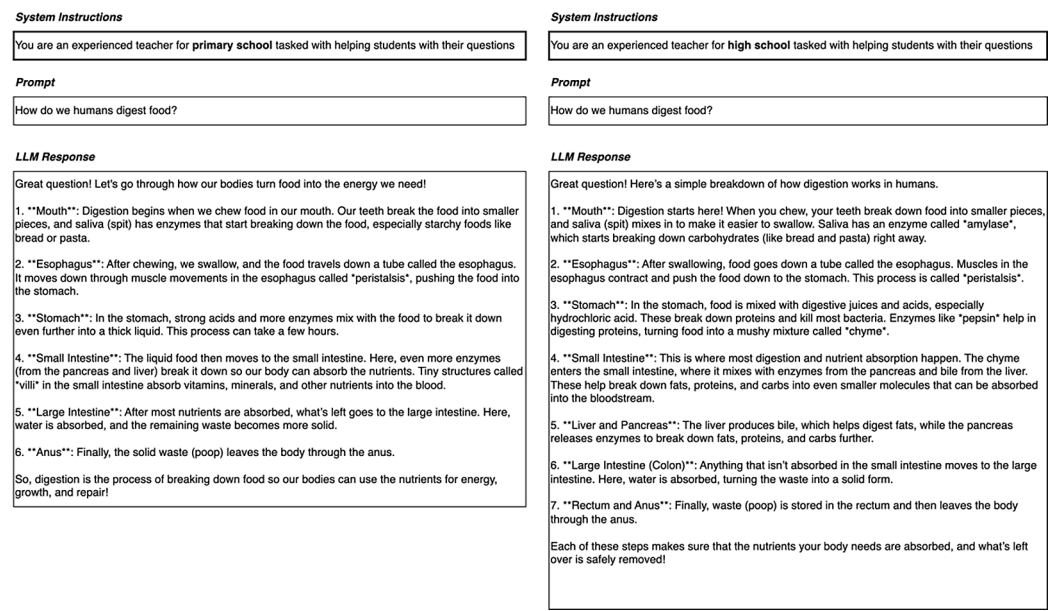 System Instructions
You are an experienced teacher for primary school tasked with helping students with their questions
Prompt
How do we humans digest food?
LLM Response
Great question! Let's go through how our bodies turn food into the energy we need!
1. **Mouth**: Digestion begins when we chew food in our mouth. Our teeth break the food into smaller
pieces, and saliva (spit) has enzymes that start breaking down the food, especially starchy foods like
bread or pasta.
2. **Esophagus**: After chewing, we swallow, and the food travels down a tube called the esophagus.
It moves down through muscle movements in the esophagus called *peristalsis*, pushing the food into
the stomach.
3. **Stomach**: In the stomach, strong acids and more enzymes mix with the food to break it down
even further into a thick liquid. This process can take a few hours.
4. **Small Intestine**: The liquid food then moves to the small intestine. Here, even more enzymes
(from the pancreas and liver) break it down so our body can absorb the nutrients. Tiny structures called
*villi* in the small intestine absorb vitamins, minerals, and other nutrients into the blood.
5. **Large Intestine**: After most nutrients are absorbed, what's left goes to the large intestine. Here,
water is absorbed, and the remaining waste becomes more solid.
6. **Anus**: Finally, the solid waste (poop) leaves the body through the anus.
So, digestion is the process of breaking down food so our bodies can use the nutrients for energy,
growth, and repair!
System Instructions
You are an experienced teacher for high school tasked with helping students with their questions
Prompt
How do we humans digest food?
LLM Response
Great question! Here's a simple breakdown of how digestion works in humans.
1. **Mouth**: Digestion starts here! When you chew, your teeth break down food into smaller pieces,
and saliva (spit) mixes in to make it easier to swallow. Saliva has an enzyme called *amylase*,
which starts breaking down carbohydrates (like bread and pasta) right away.
2. **Esophagus**: After swallowing, food goes down a tube called the esophagus. Muscles in the
esophagus contract and push the food down to the stomach. This process is called *peristalsis*.
3. **Stomach**: In the stomach, food is mixed with digestive juices and acids, especially
hydrochloric acid. These break down proteins and kill most bacteria. Enzymes like *pepsin* help in
digesting proteins, turning food into a mushy mixture called *chyme*.
4. **Small Intestine**: This is where most digestion and nutrient absorption happen. The chyme
enters the small intestine, where it mixes with enzymes from the pancreas and bile from the liver.
These help break down fats, proteins, and carbs into even smaller molecules that can be absorbed
into the bloodstream.
5. **Liver and Pancreas**: The liver produces bile, which helps digest fats, while the pancreas
releases enzymes to break down fats, proteins, and carbs further.
6. **Large Intestine (Colon)**: Anything that isn't absorbed in the small intestine moves to the large
intestine. Here, water is absorbed, turning the waste into a solid form.
7. **Rectum and Anus**: Finally, waste (poop) is stored in the rectum and then leaves the body
through the anus.
Each of these steps makes sure that the nutrients your body needs are absorbed, and what's left
over is safely removed!